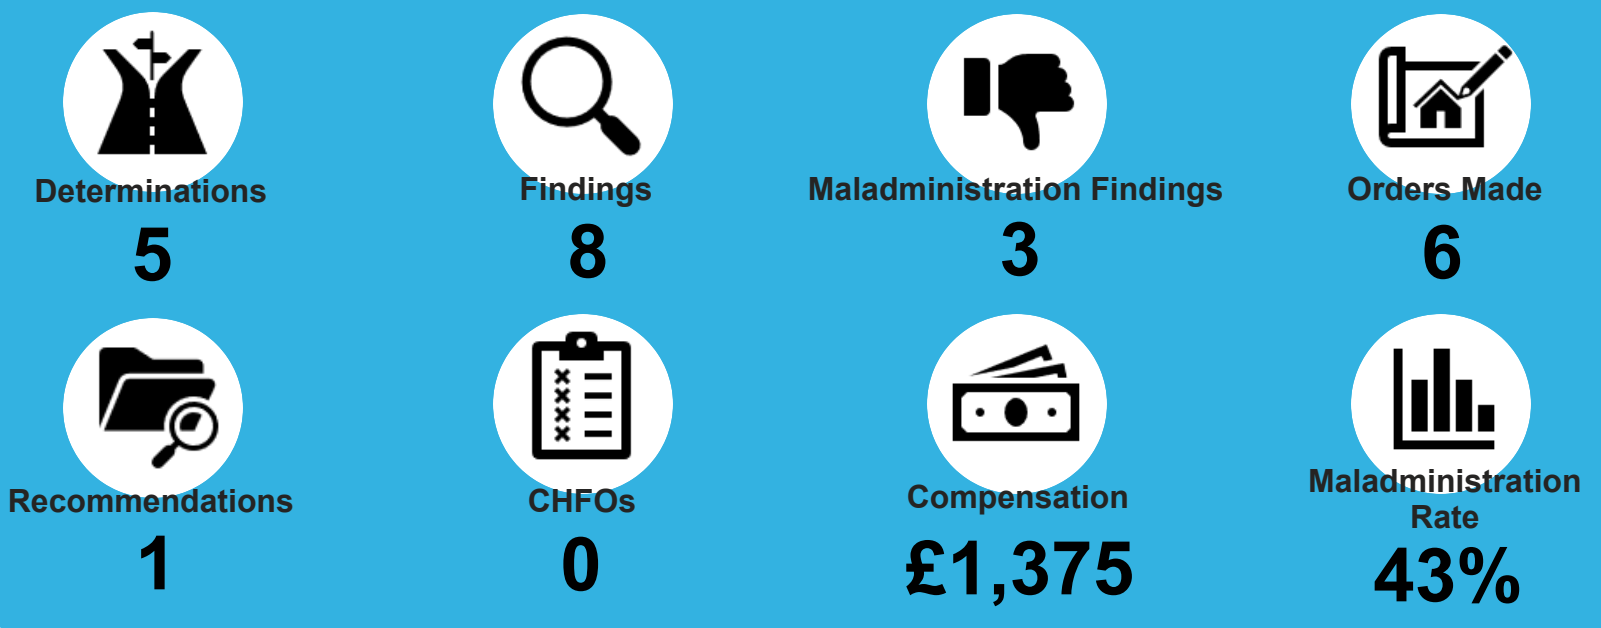 Determinations
5
Findings
8
Maladministration Findings
3
Orders Made
6
Recommendations
1
CHFOs
0
Compensation
£1,375
Maladministration
Rate
43%